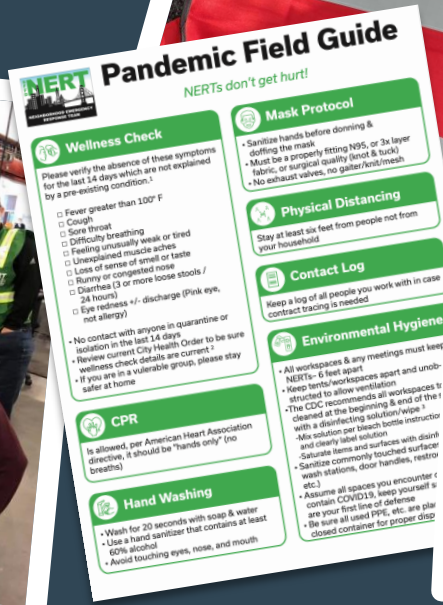 NERT
NEIGHBORHOOD EMERGENCY
RESPONSE TEAM
Pandemic Field Guide
NERTs don't get hurt!
Wellness Check
Please verify the absence of these symptoms
for the last 14 days which are not explained
by a pre-existing condition.¹
□ Fever greater than 100° F
□ Cough
□ Sore throat
□ Difficulty breathing
□ Feeling unusually weak or tired
□ Unexplained muscle aches
□ Loss of sense of smell or taste
□ Runny or congested nose
□ Diarrhea (3 or more loose stools /
24 hours)
□ Eye redness +/- discharge (Pink eye,
not allergy)
• No contact with anyone in quarantine or
isolation in the last 14 days
• Review current City Health Order to be sure
wellness check details are current ²
• If you are in a vulerable group, please stay
safer at home
CPR
Is allowed, per American Heart Association
directive, it should be "hands only" (no
breaths)
Hand Washing
• Wash for 20 seconds with soap & water
• Use a hand sanitizer that contains at least
60% alcohol
• Avoid touching eyes, nose, and mouth
Mask Protocol
• Sanitize hands before donning &
doffing the mask
• Must be a properly fitting N95, or 3x layer
fabric, or surgical quality (knot & tuck)
• No exhaust valves, no gaiter/knit/mesh
Physical Distancing
Stay at least six feet from people not from
your household
Contact Log
Keep a log of all people you work with in case
contract tracing is needed
Environmental Hygiene
• All workspaces & any meetings must keep
NERTs~ 6 feet apart
• Keep tents/workspaces apart and unob-
structed to allow ventilation
•The CDC recommends all workspaces
cleaned at the beginning & end of the
with a disinfecting solution/wipe ³
-Mix solution per bleach bottle
and clearly label solution
-Saturate items and surfaces with
• Sanitize commonly touched
wash stations, door handles,
etc.)
• Assume all spaces you encounter
contain COVID19, keep yourself
are your first line of defense
• Be sure all used PPE, etc. are
closed container for proper